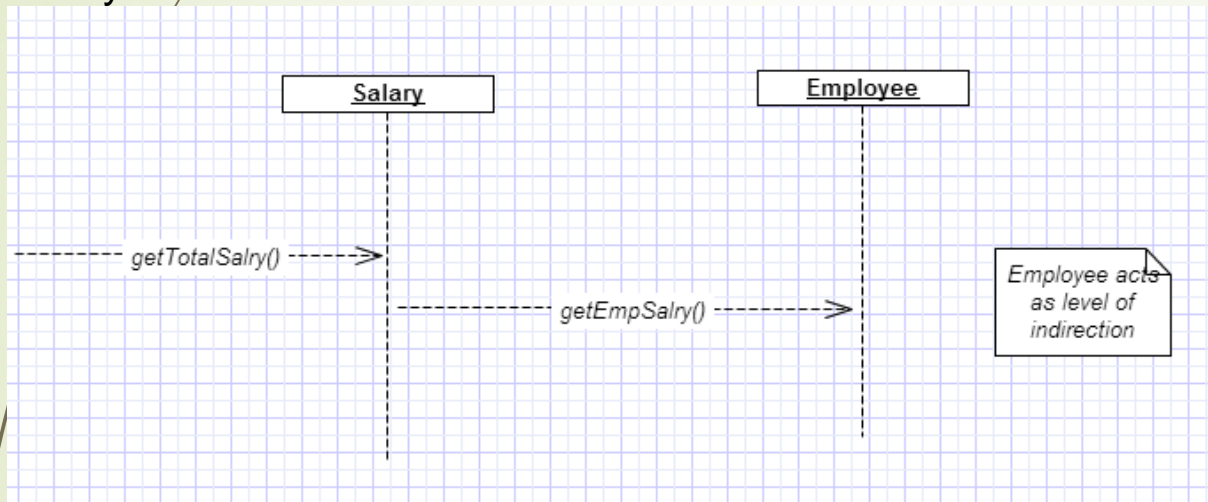 Salary
Employee
getTotalSalry()
getEmpSalry()
Employee acts
as level of
indirection